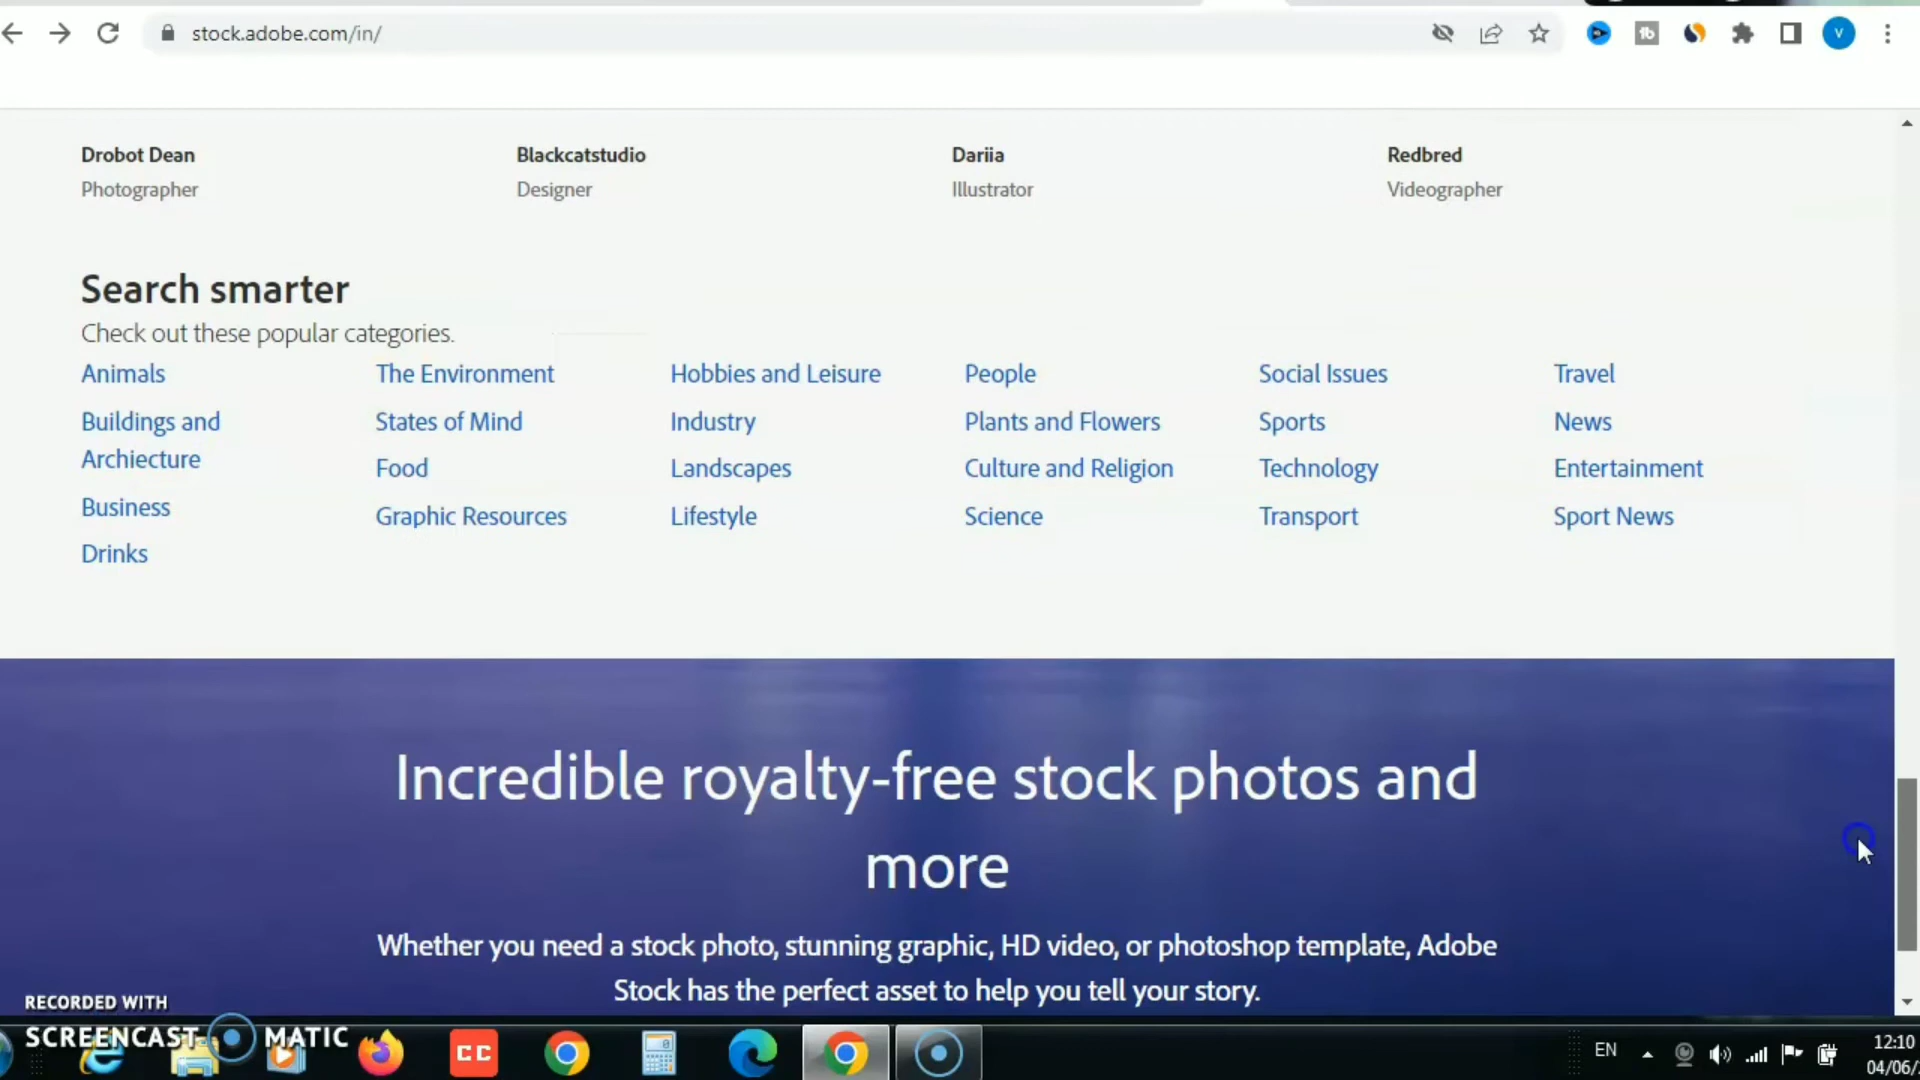 stock.adobe.com/in/
V
Drobot Dean
Photographer
Blackcatstudio
Designer
Dariia
Illustrator
Redbred
Videographer
Search smarter
Check out these popular categories.
Animals
Buildings and
Archiecture
Business
Drinks
The Environment
States of Mind
Food
Graphic Resources
Hobbies and Leisure
Industry
Landscapes
Lifestyle
People
Plants and Flowers
Culture and Religion
Science
Social Issues
Sports
Technology
Transport
Travel
News
Entertainment
Sport News
Incredible royalty-free stock photos and
more
Whether you need a stock photo, stunning graphic, HD video, or photoshop template, Adobe
Stock has the perfect asset to help you tell your story.
RECORDED WITH
SCREENCAST MATIC
CC
EN
12:10
04/06/